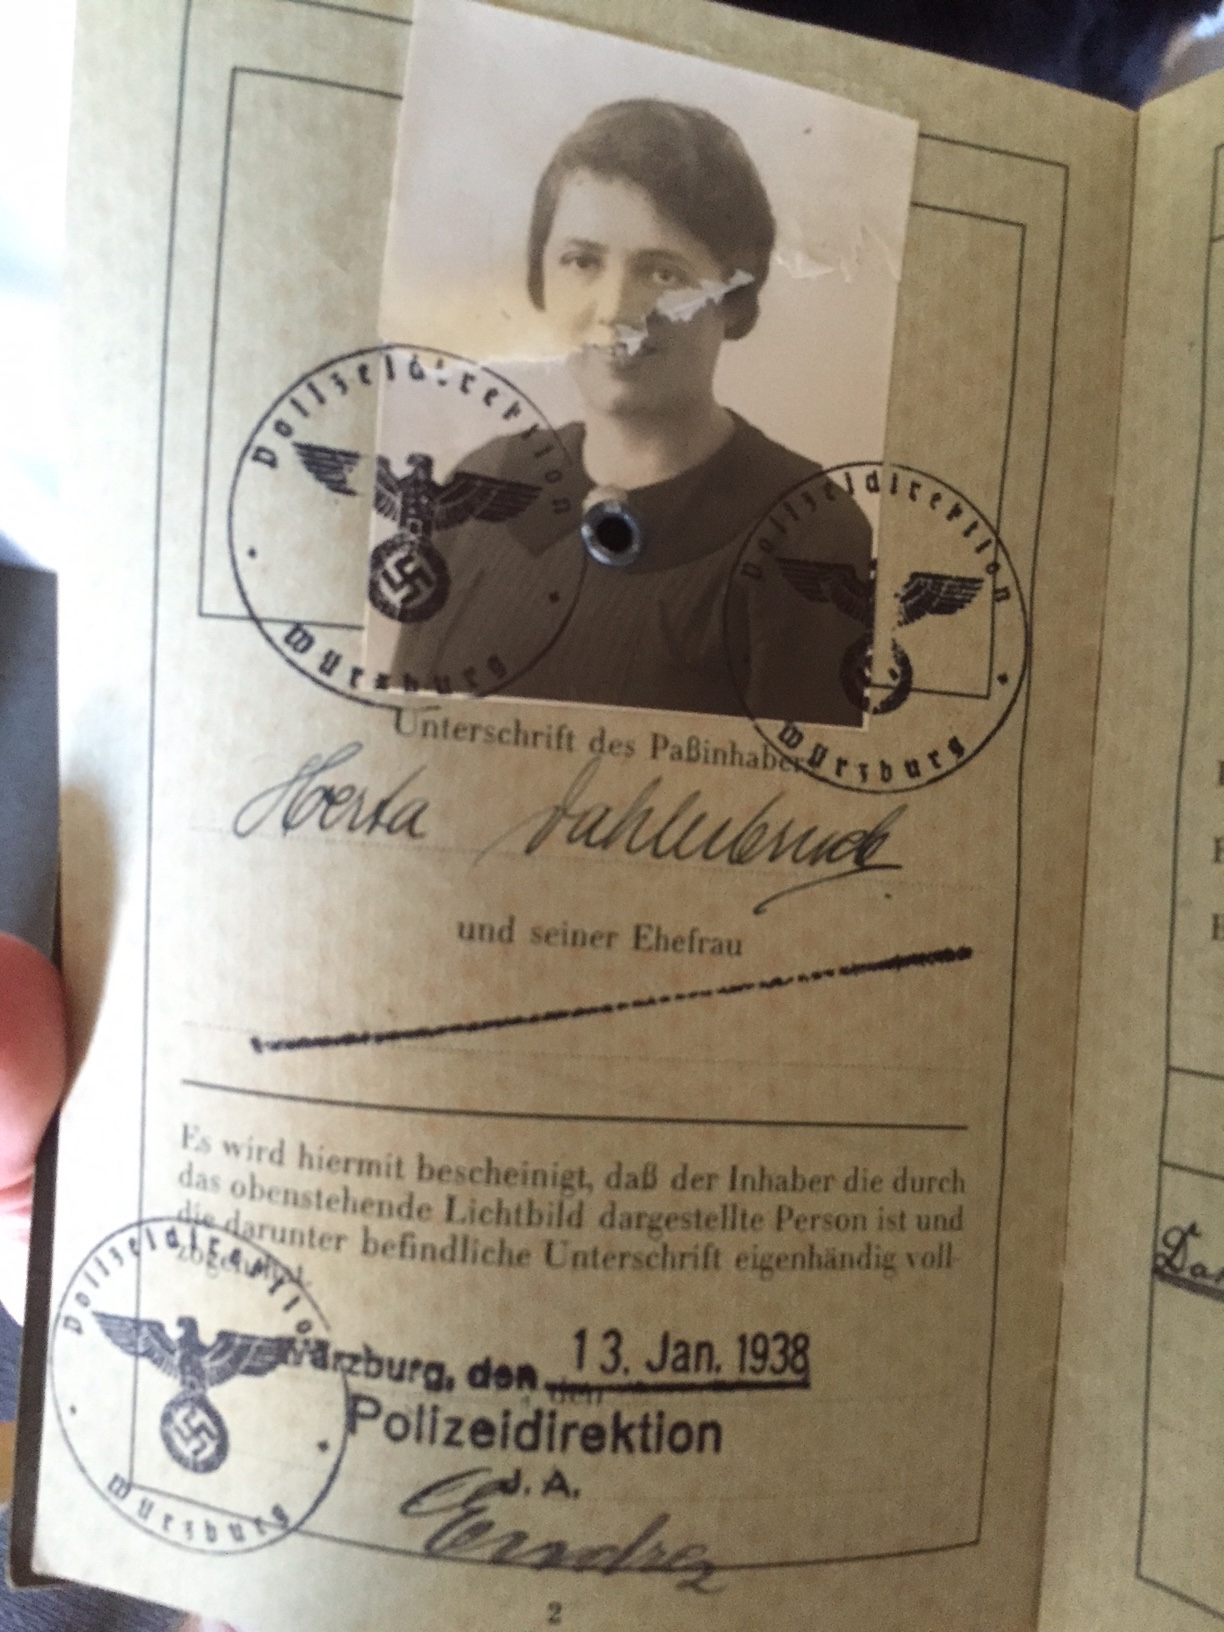 Polizeidirektion
Würzburg
Polizeidirektion
Würzburg
Unterschrift des Paßinhabers
Herta Dahlenbruck
und seiner Ehefrau
Es wird hiermit bescheinigt, daß der Inhaber die durch
das obenstehende Lichtbild dargestellte Person ist und
die darunter befindliche Unterschrift eigenhändig voll-
zogen hat.
Polizeidirektion
Würzburg
Würzburg, den 13. Jan. 1938
den
Polizeidirektion
J. A.
2